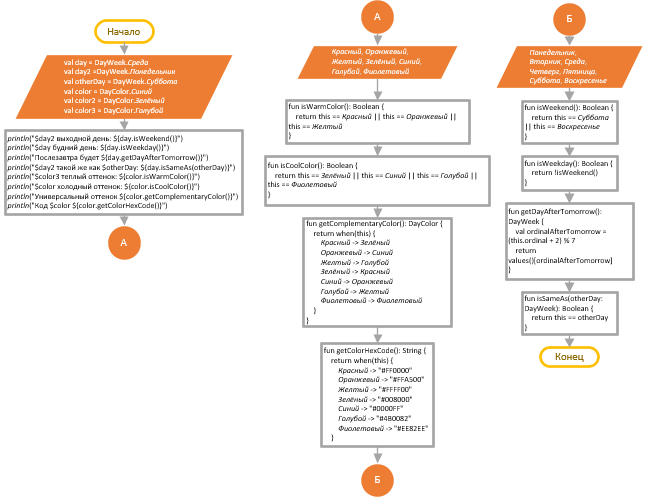 Начало
val day = DayWeek.Среда
val day2 =DayWeek.Понедельник
val otherDay = DayWeek.Суббота
val color = DayColor.Синий
val color2 = DayColor.Зелёный
val color3 = DayColor.Голубой
println("$day2 выходной день: ${day.isWeekend()}")
println("$day будний день: ${day.isWeekday()}")
println("Послезавтра будет ${day.getDayAfterTomorrow()}")
println("$day2 такой же как $otherDay: ${day.isSameAs(otherDay)}")
println("$color3 теплый оттенок: ${color.isWarmColor()}")
println("$color холодный оттенок: ${color.isCoolColor()}")
println("Универсальный оттенок ${color.getComplementaryColor()}")
println("Код $color ${color.getColorHexCode()}")
А
А
Красный, Оранжевый,
Желтый, Зелёный, Синий,
Голубой, Фиолетовый
fun isWarmColor(): Boolean {
return this == Красный || this == Оранжевый ||
this == Желтый
}
fun isCoolColor(): Boolean {
return this == Зелёный || this == Синий || this == Голубой ||
this == Фиолетовый
}
fun getComplementaryColor(): DayColor {
return when(this) {
Красный -> Зелёный
Оранжевый -> Синий
Желтый -> Голубой
Зелёный -> Красный
Синий -> Оранжевый
Голубой -> Желтый
Фиолетовый -> Фиолетовый
}
}
fun getColorHexCode(): String {
return when(this) {
Красный -> "#FF0000"
Оранжевый -> "#FFA500"
Желтый -> "#FFFF00"
Зелёный -> "#008000"
Синий -> "#0000FF"
Голубой -> "#4B0082"
Фиолетовый -> "#EE82EE"
}
Б
Б
Понедельник,
Вторник, Среда,
Четверг, Пятница,
Суббота, Воскресенье
fun isWeekend(): Boolean {
return this == Суббота
|| this == Воскресенье
}
fun isWeekday(): Boolean {
return !isWeekend()
}
fun getDayAfterTomorrow():
DayWeek {
val ordinalAfterTomorrow =
(this.ordinal + 2) % 7
return
values()[ordinalAfterTomorrow]
}
fun isSameAs(otherDay:
DayWeek): Boolean {
return this == otherDay
}
Конец